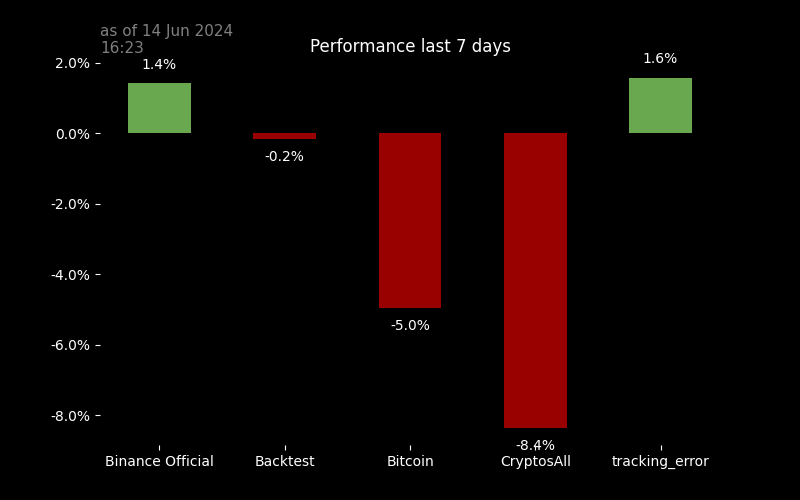 as of 14 Jun 2024
16:23
Performance last 7 days
2.0%
0.0%
-2.0%
-4.0%
-6.0%
-8.0%
1.4%
-0.2%
-5.0%
-8.4%
1.6%
Binance Official
Backtest
Bitcoin
CryptosAll
tracking_error